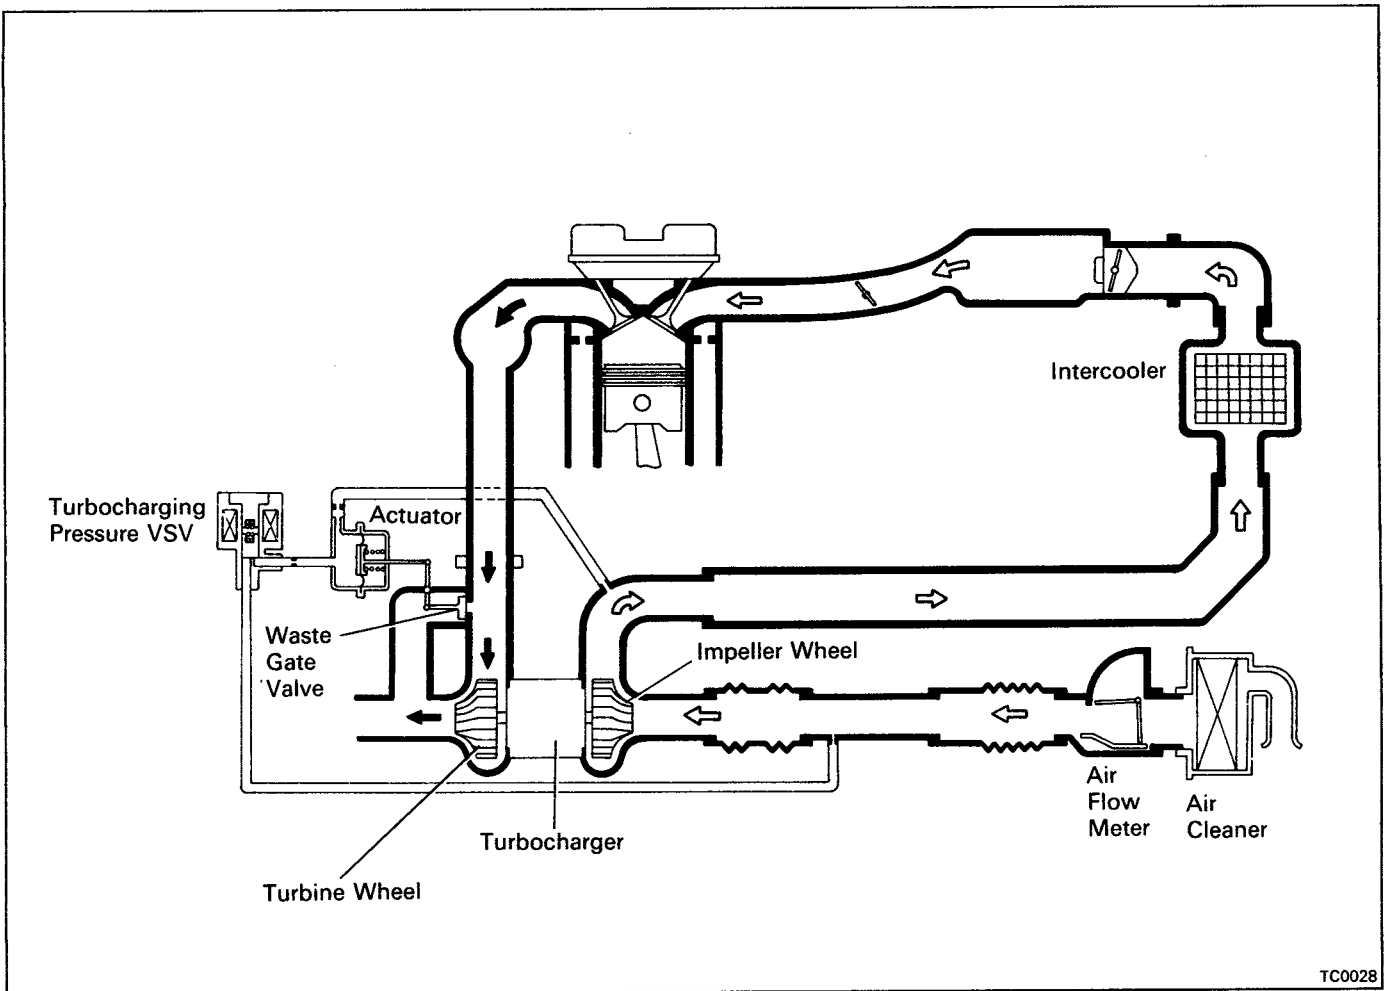 Intercooler
Turbocharging
Pressure VSV
Actuator
Waste
Gate
Valve
Impeller Wheel
Air
Flow
Meter
Air
Cleaner
Turbocharger
Turbine Wheel
TC0028